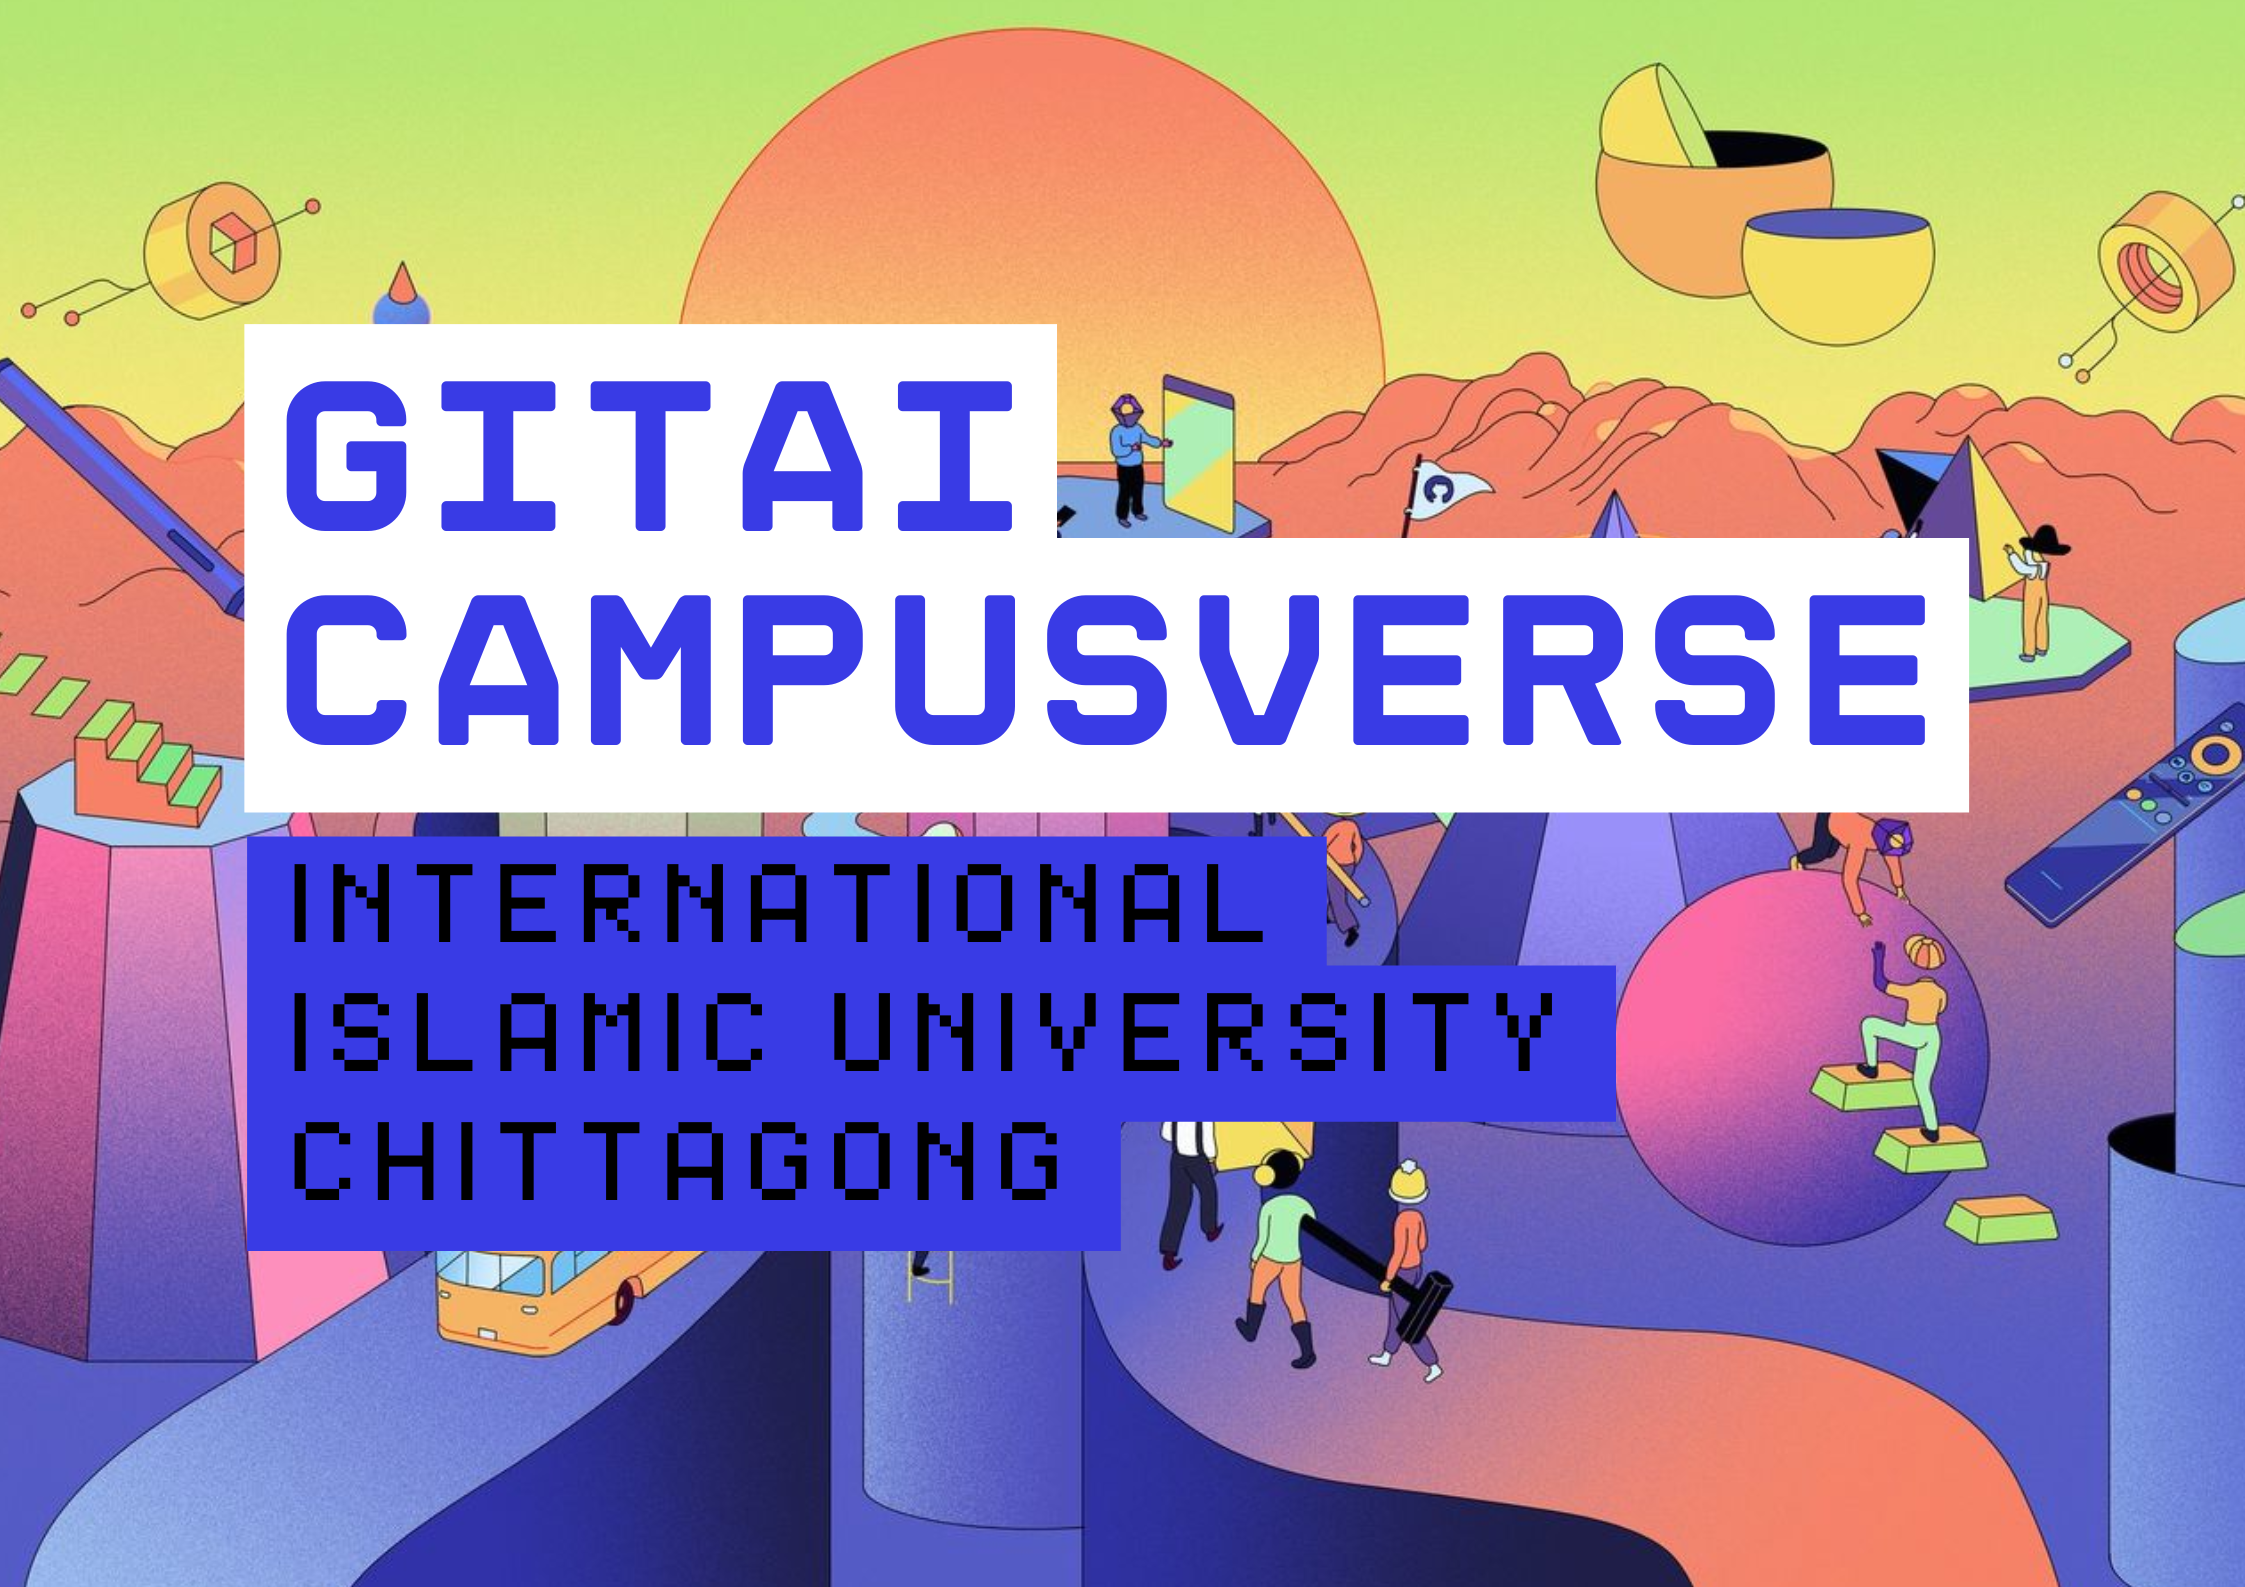 GITAI
CAMPUSVERSE
INTERNATIONAL
ISLAMIC UNIVERSITY
CHITTAGONG